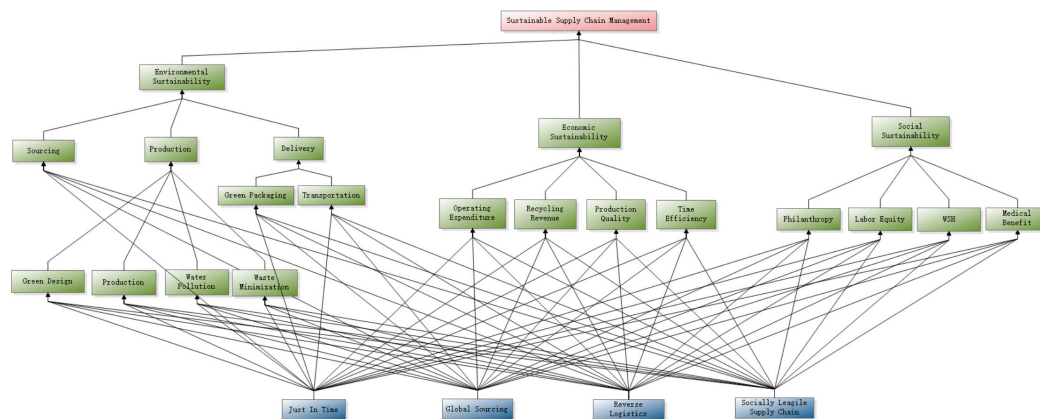 Sustainable Supply Chain Management
Environmental
Sustainability
Economic
Sustainability
Social
Sustainability
Sourcing
Production
Delivery
Green Packaging
Transportation
Operating
Expenditure
Recycling
Revenue
Production
Quality
Time
Efficiency
Philanthropy
Labor Equity
WSH
Medical
Benefit
Green Design
Production
Water
Pollution
Waste
Minimization
Just In Time
Global Sourcing
Reverse
Logistics
Socially Leagile
Supply Chain